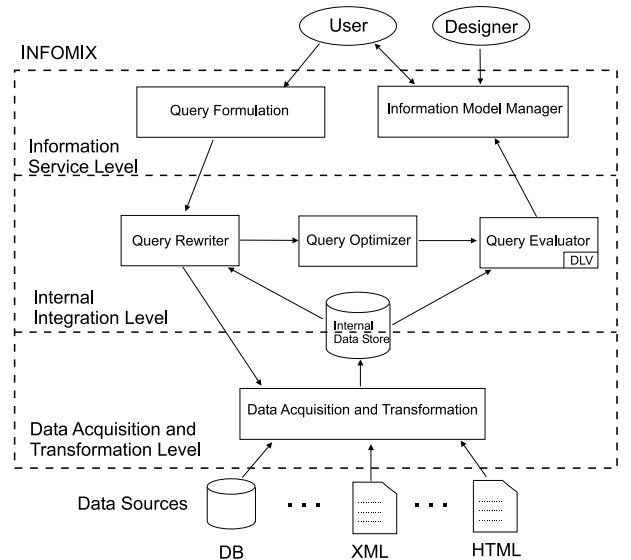 User
Designer
INFOMIX
Query Formulation
Information Model Manager
Information
Service Level
Query Rewriter
Query Optimizer
Query Evaluator
DLV
Internal
Integration Level
Internal
Data Store
Data Acquisition and Transformation
Data Acquisition and
Transformation Level
Data Sources
DB
XML
HTML